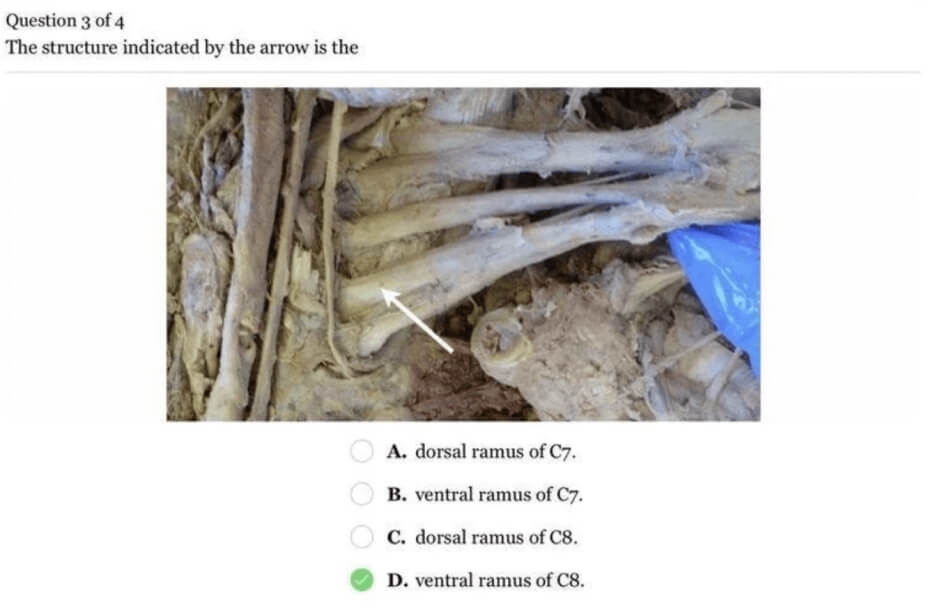 Question 3 of 4
The structure indicated by the arrow is the
A. dorsal ramus of C7.
B. ventral ramus of C7.
C. dorsal ramus of C8.
D. ventral ramus of C8.